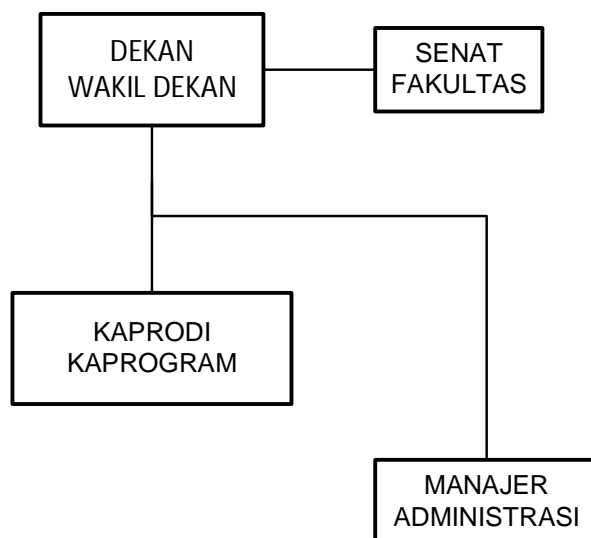 DEKAN
WAKIL DEKAN
SENAT
FAKULTAS
KAPRODI
KAPROGRAM
MANAJER
ADMINISTRASI